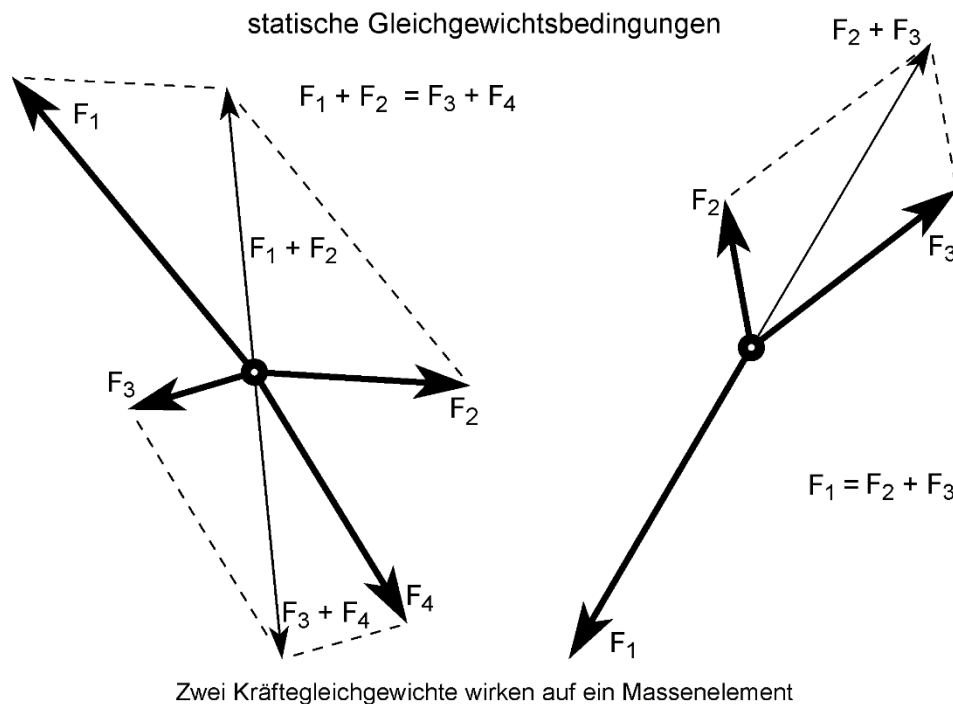 statische Gleichgewichtsbedingungen
F₂ + F₃
F₁
F₁ + F₂ = F₃ + F₄
F₂
F₁ + F₂
F₃
F₃
F₂
F₁ = F₂ + F₃
F₄
F₃ + F₄
F₁
Zwei Kräftegleichgewichte wirken auf ein Massenelement